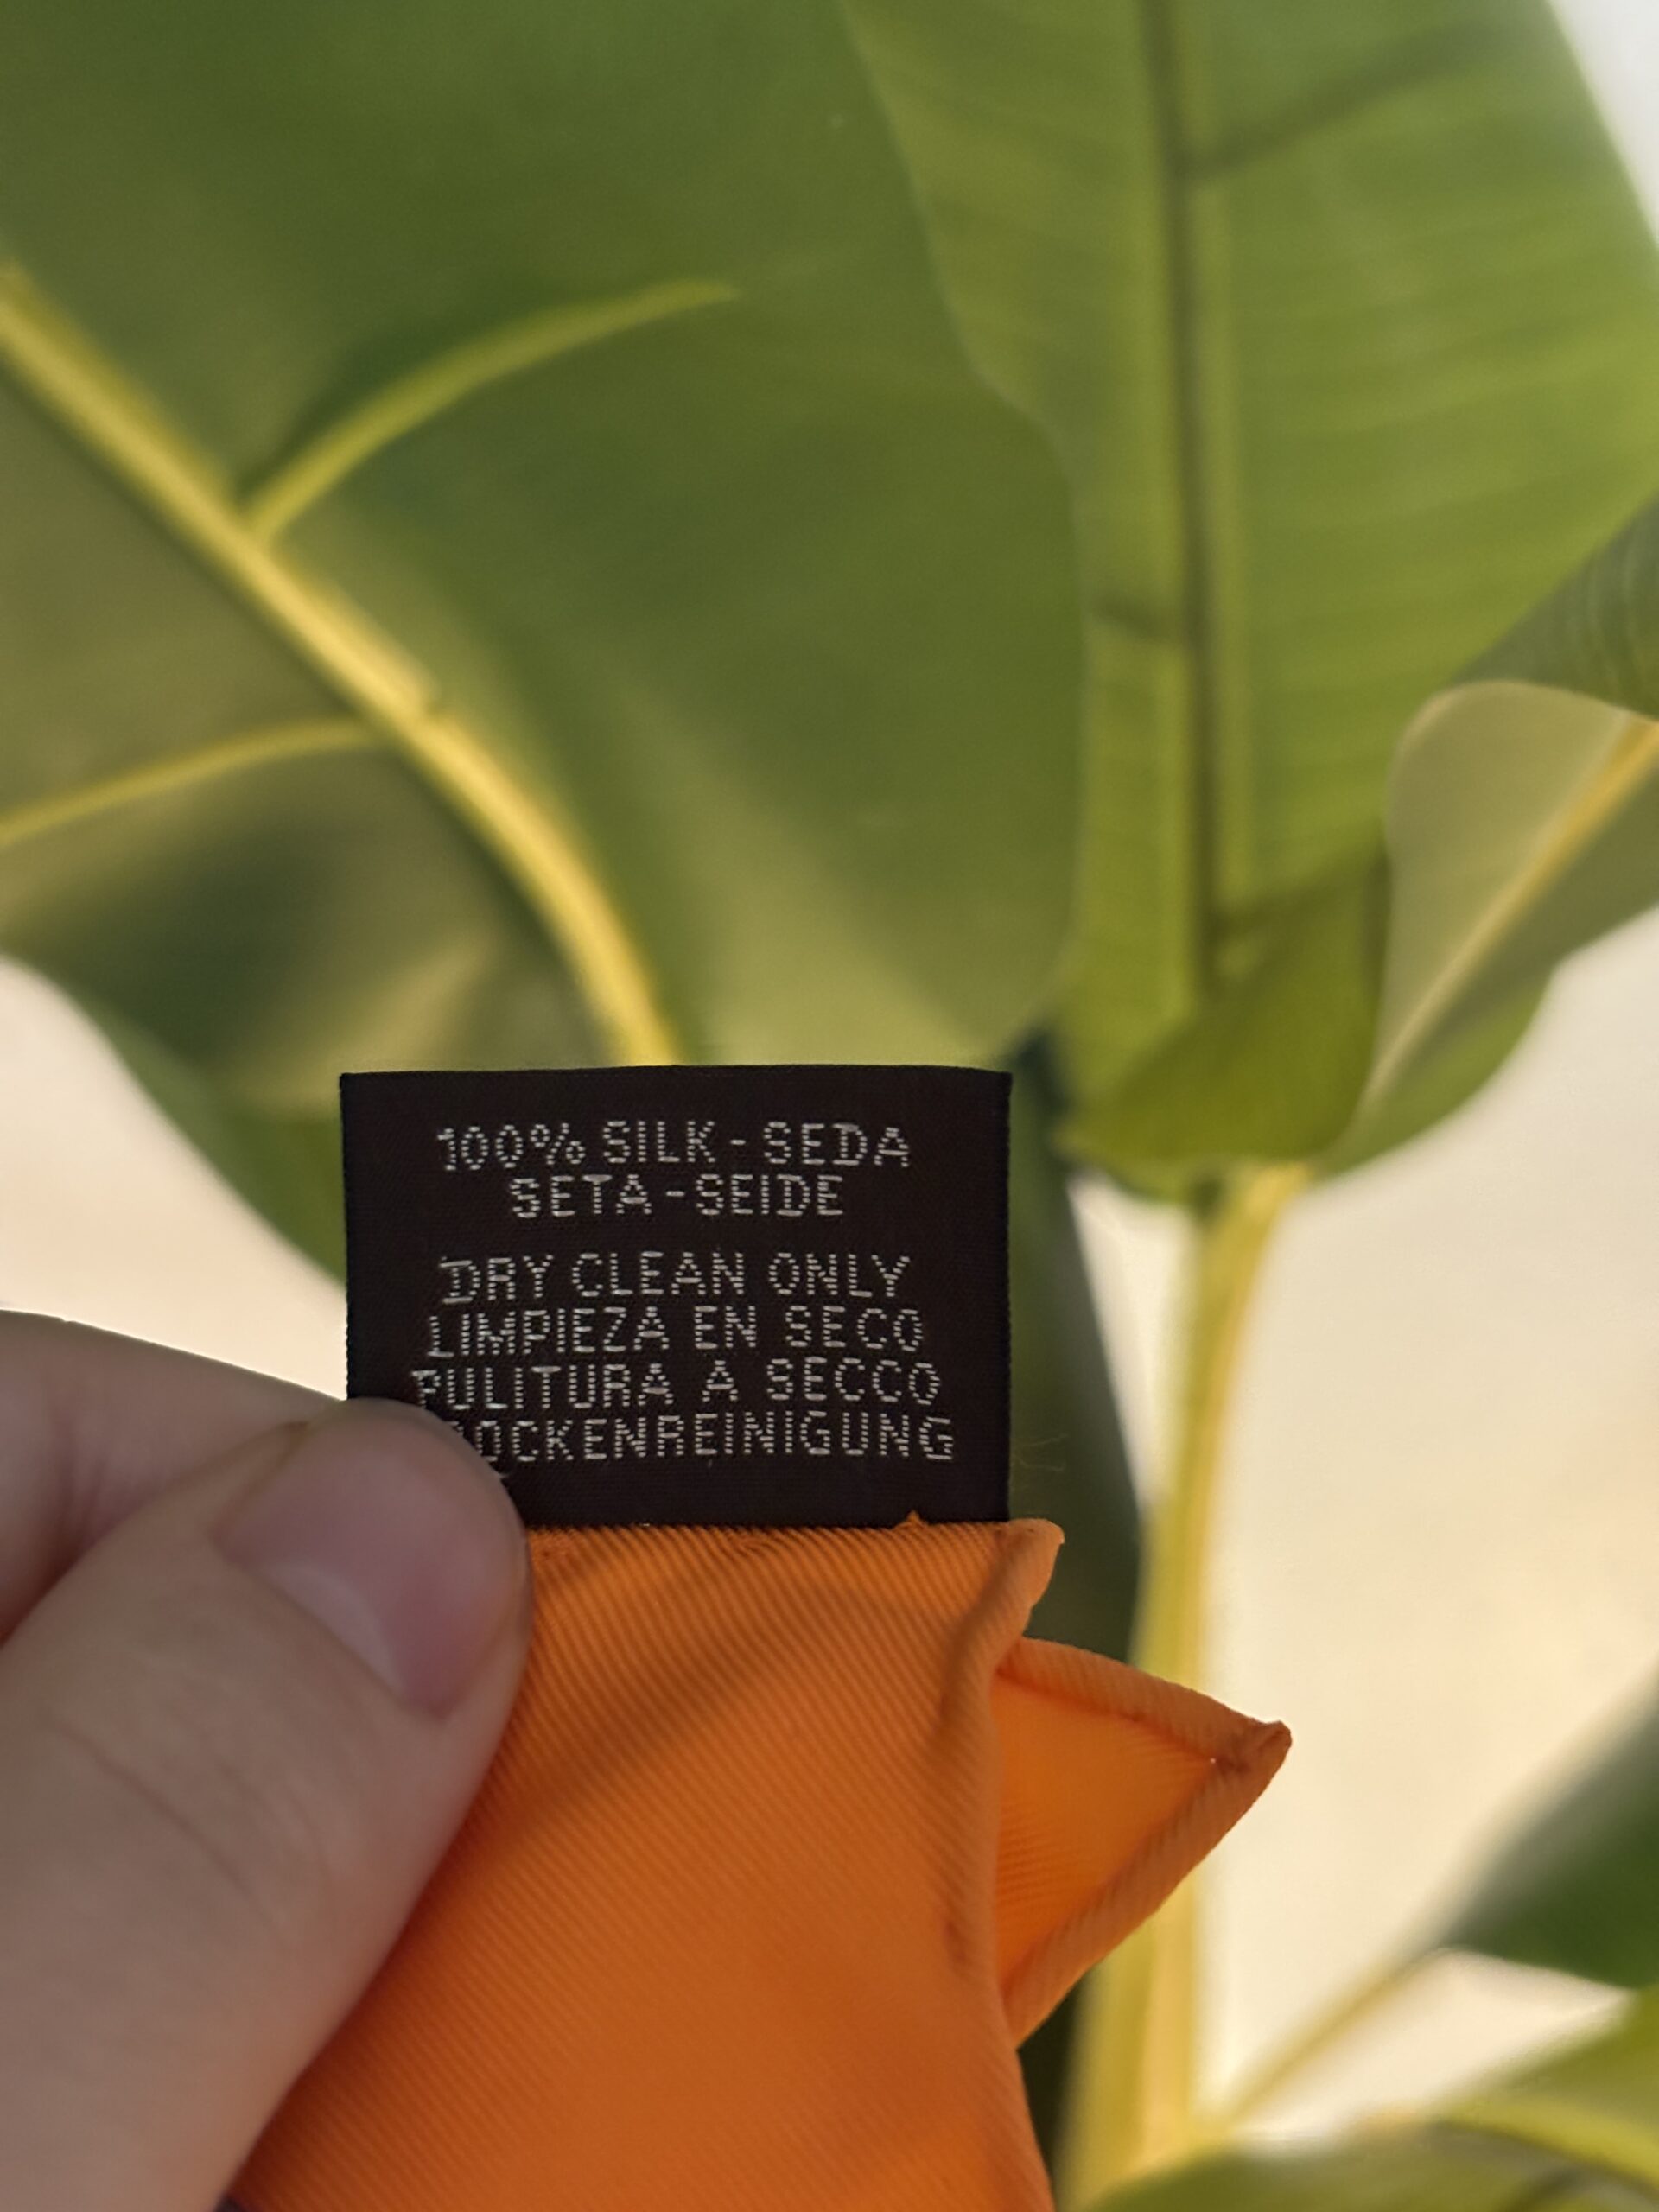 100% SILK - SEDA
SETA - SEIDE
DRY CLEAN ONLY
LIMPIEZA EN SECO
PULITURA A SECCO